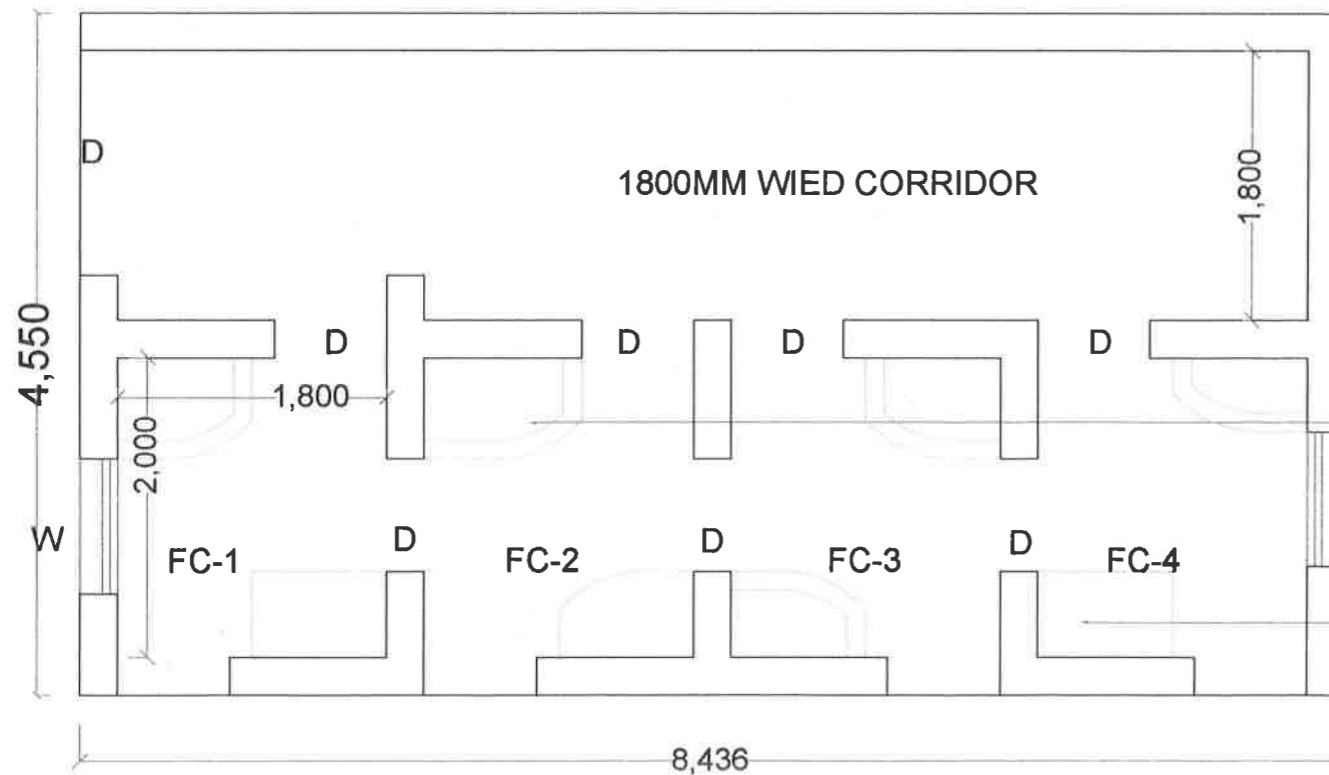 D
1800MM WIED CORRIDOR
1,800
4,550
D
D
D
D
1,800
2,000
W
FC-1
D
FC-2
D
FC-3
D
FC-4
8,436